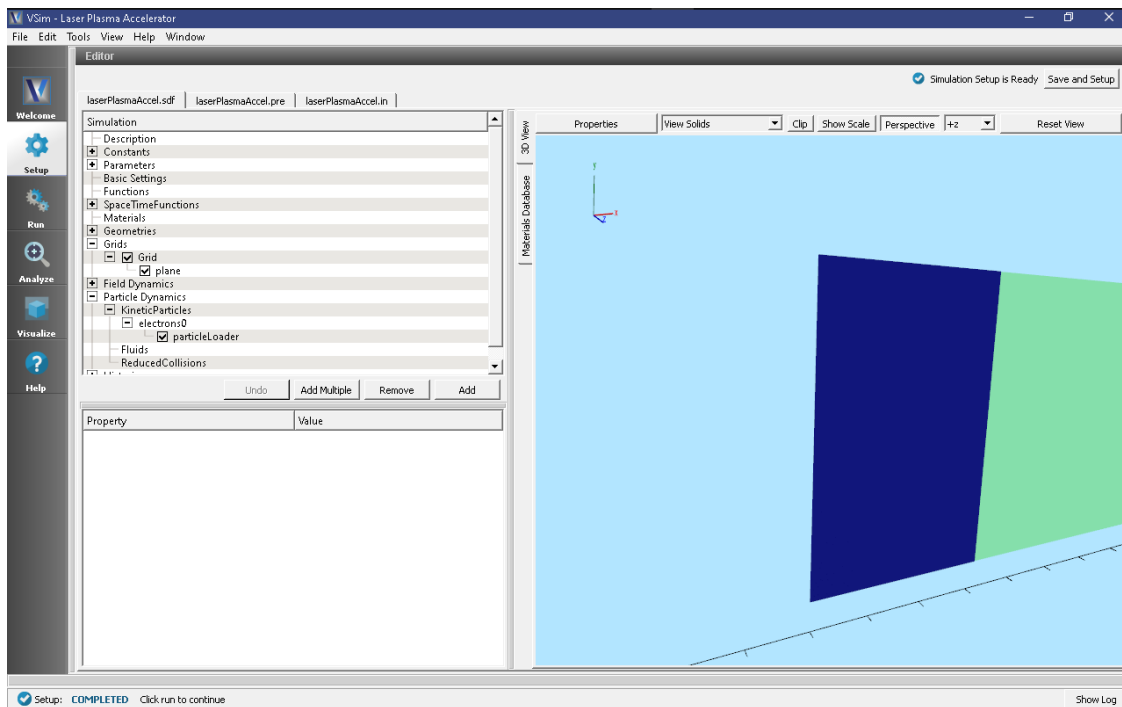 VSim - Laser Plasma Accelerator
File Edit Tools View Help Window
Editor
Simulation Setup is Ready Save and Setup
laserPlasmaAccel.sdf laserPlasmaAccel.pre laserPlasmaAccel.in
Welcome
Setup
Run
Analyze
Visualize
Help
Simulation
Description
Constants
Parameters
Basic Settings
Functions
SpaceTimeFunctions
Materials
Geometries
Grids
Grid
plane
Field Dynamics
Particle Dynamics
KineticParticles
electrons0
particleLoader
Fluids
ReducedCollisions
Undo Add Multiple Remove Add
Property Value
3D View
Materials Database
Properties View Solids Clip Show Scale Perspective +z Reset View
y
x
z
Setup: COMPLETED Click run to continue
Show Log